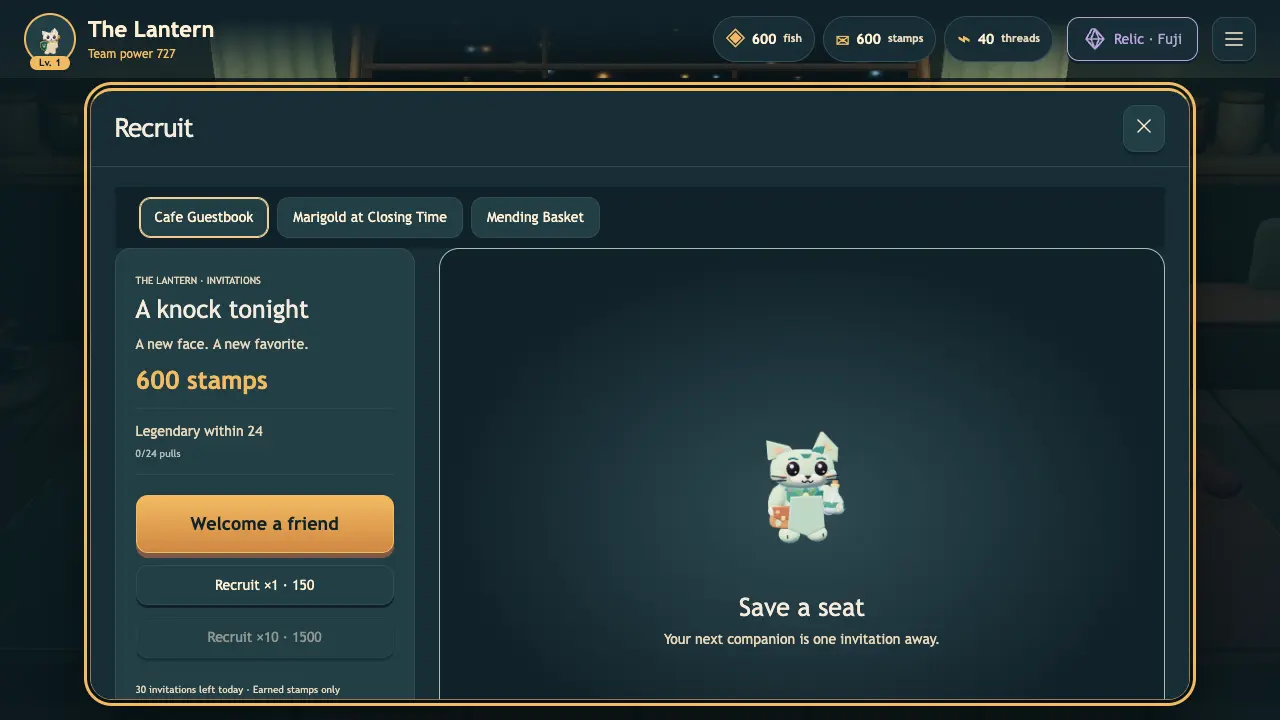 The Lantern
Team power 727
Lv. 1
600 fish
600 stamps
40 threads
Relic · Fuji
Recruit
Cafe Guestbook
Marigold at Closing Time
Mending Basket
THE LANTERN · INVITATIONS
A knock tonight
A new face. A new favorite.
600 stamps
Legendary within 24
0/24 pulls
Welcome a friend
Recruit ×1 · 150
Recruit ×10 · 1500
30 invitations left today · Earned stamps only
Save a seat
Your next companion is one invitation away.